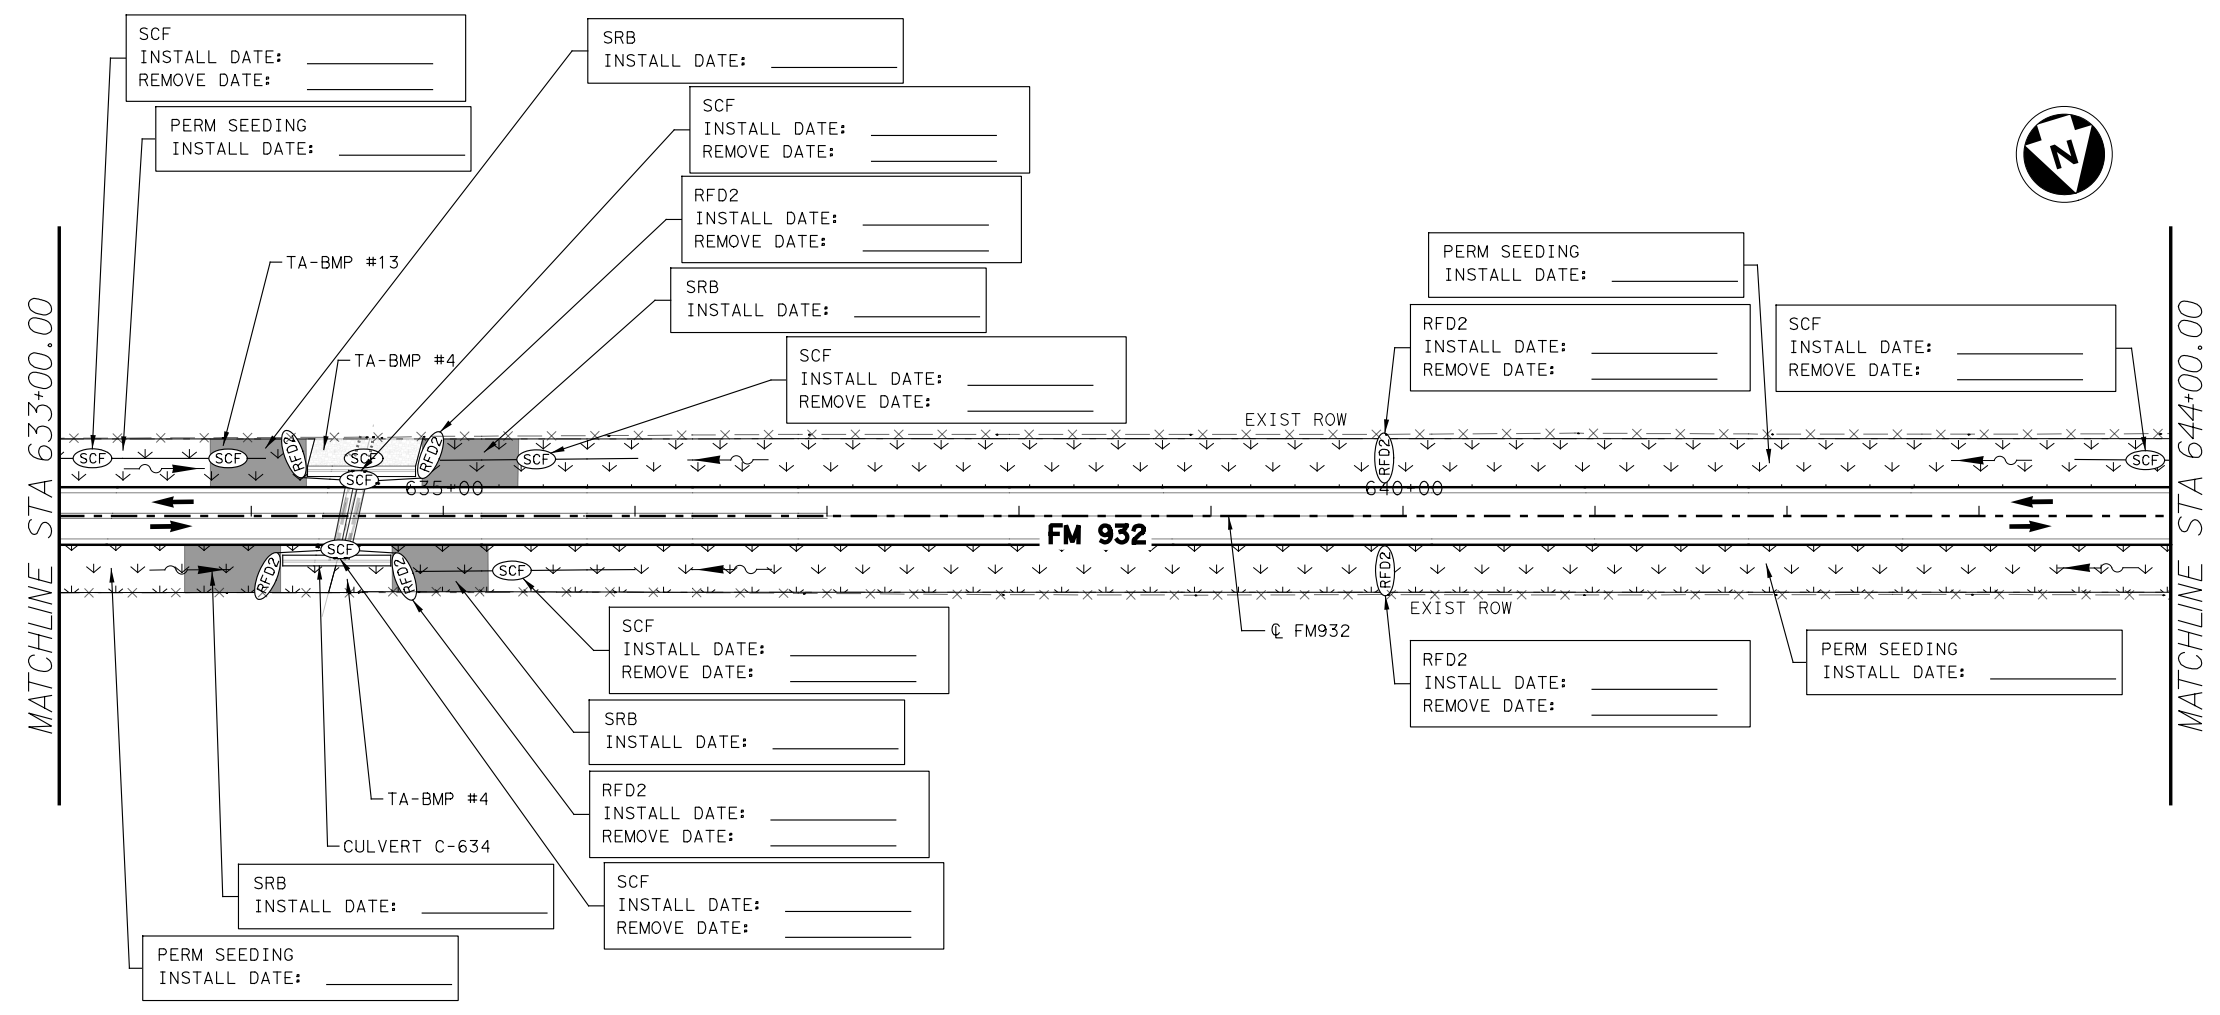 SCF
INSTALL DATE:
REMOVE DATE:
PERM SEEDING
INSTALL DATE:
SRB
INSTALL DATE:
SCF
INSTALL DATE:
REMOVE DATE:
RFD2
INSTALL DATE:
REMOVE DATE:
SRB
INSTALL DATE:
SCF
INSTALL DATE:
REMOVE DATE:
TA-BMP #13
TA-BMP #4
N
PERM SEEDING
INSTALL DATE:
RFD2
INSTALL DATE:
REMOVE DATE:
SCF
INSTALL DATE:
REMOVE DATE:
EXIST ROW
MATCHLINE STA 633+00.00
MATCHLINE STA 644+00.00
SCF
SCF
RFD2
SCF
SCF
RFD2
SCF
RFD2
SCF
635+00
640+00
FM 932
SCF
RFD2
RFD2
SCF
RFD2
EXIST ROW
℄ FM932
SCF
INSTALL DATE:
REMOVE DATE:
RFD2
INSTALL DATE:
REMOVE DATE:
PERM SEEDING
INSTALL DATE:
SRB
INSTALL DATE:
TA-BMP #4
CULVERT C-634
RFD2
INSTALL DATE:
REMOVE DATE:
SRB
INSTALL DATE:
SCF
INSTALL DATE:
REMOVE DATE:
PERM SEEDING
INSTALL DATE: